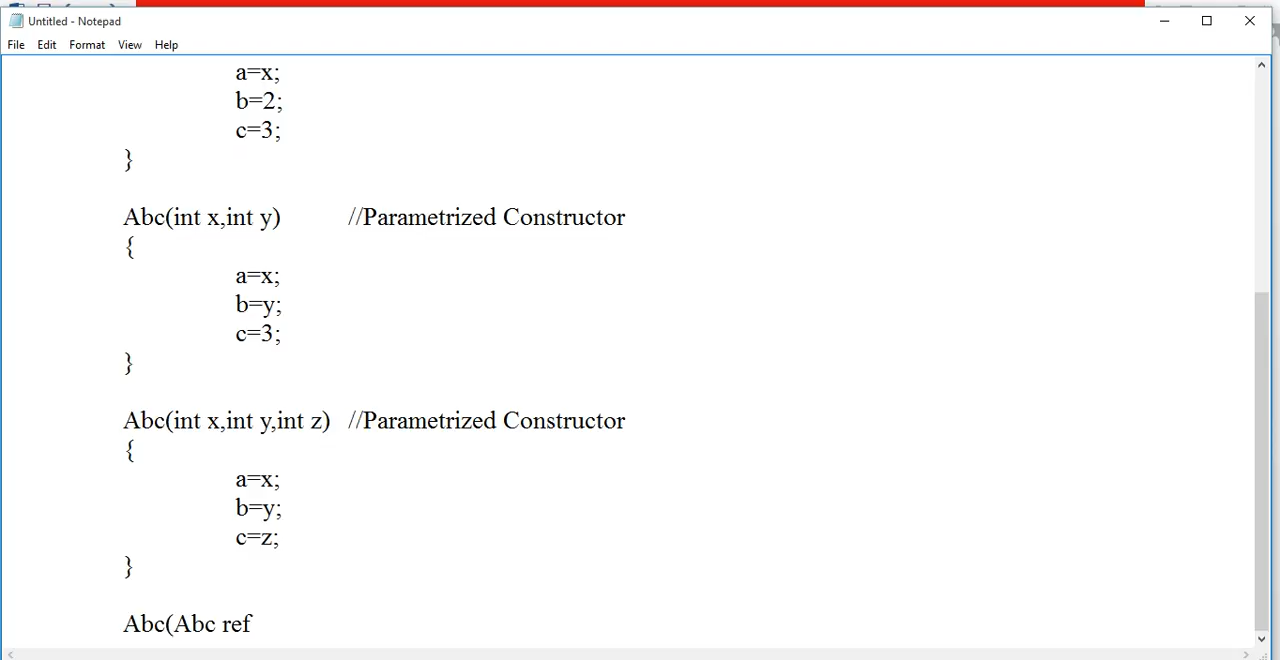 Untitled - Notepad
File Edit Format View Help
a=x;
b=2;
c=3;
}
Abc(int x,int y) //Parametrized Constructor
{
a=x;
b=y;
c=3;
}
Abc(int x,int y,int z) //Parametrized Constructor
{
a=x;
b=y;
c=z;
}
Abc(Abc ref